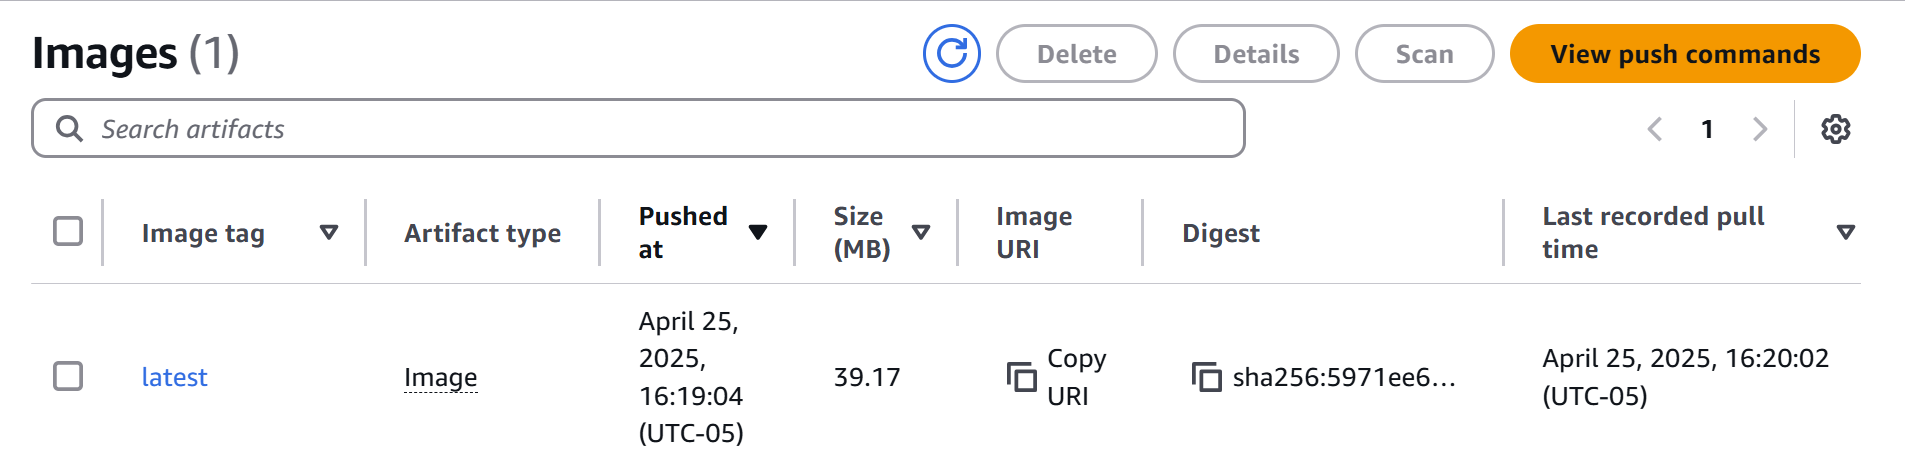 Images (1)
Delete
Details
Scan
View push commands
Search artifacts
1
Image tag
Artifact type
Pushed
at
Size
(MB)
Image
URI
Digest
Last recorded pull
time
latest
Image
April 25,
2025,
16:19:04
(UTC-05)
39.17
Copy
URI
sha256:5971ee6...
April 25, 2025, 16:20:02
(UTC-05)